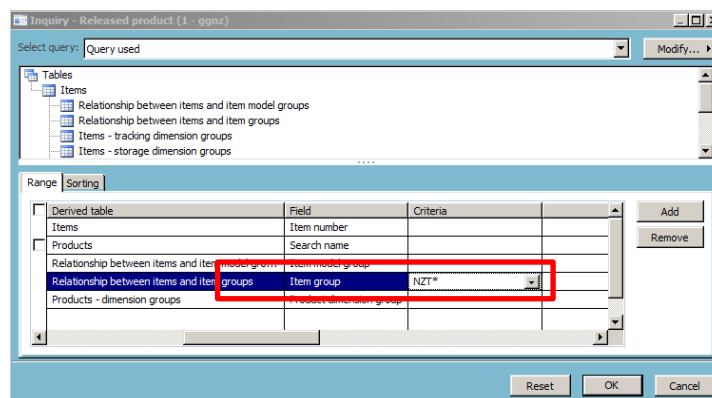 Inquiry - Released product (1 - ggnz)
Select query: Query used Modify...
Tables
Items
Relationship between items and item model groups
Relationship between items and item groups
Items - tracking dimension groups
Items - storage dimension groups
Range Sorting
Derived table Field Criteria Add
Items Item number
Products Search name Remove
Relationship between items and item model gro... Item model group
Relationship between items and item groups Item group NZT*
Products - dimension groups Product dimension group
Reset OK Cancel